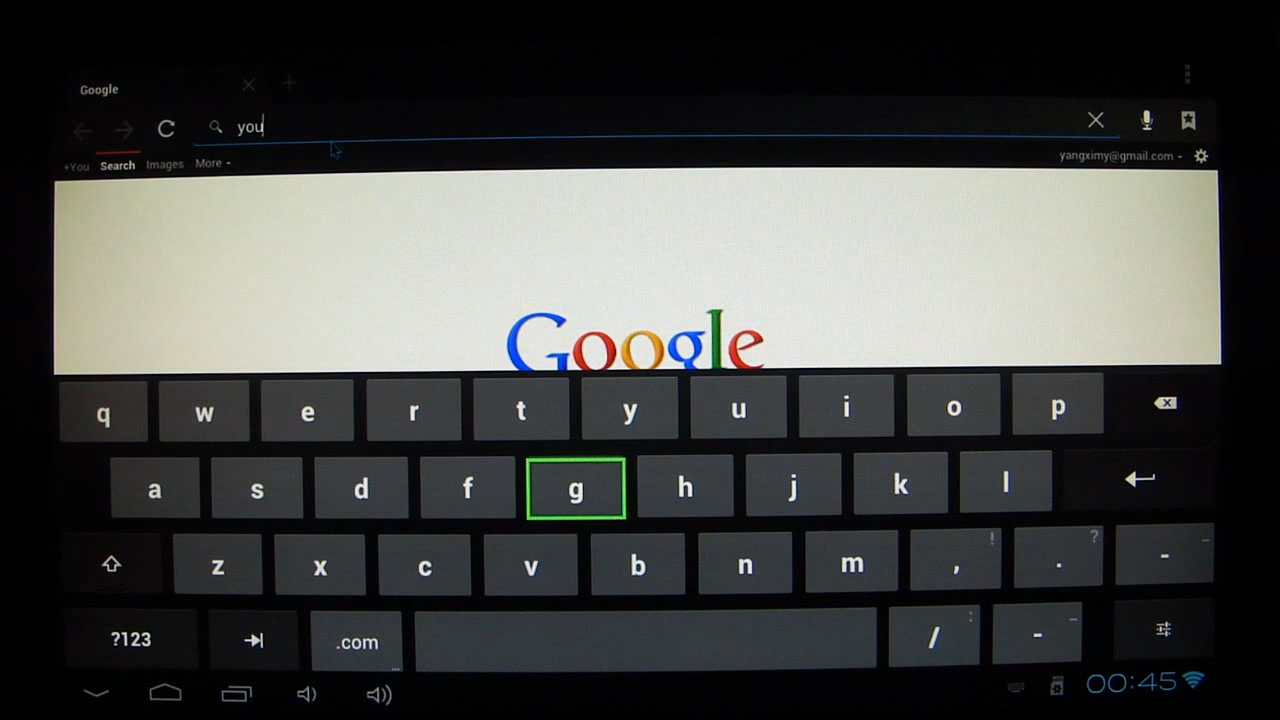 Google
you
+You Search Images More
yangximy@gmail.com
Google
q w e r t y u i o p
a s d f g h j k l
z x c v b n m , ! . ? - _
?123 .com ... / : - _
00:45